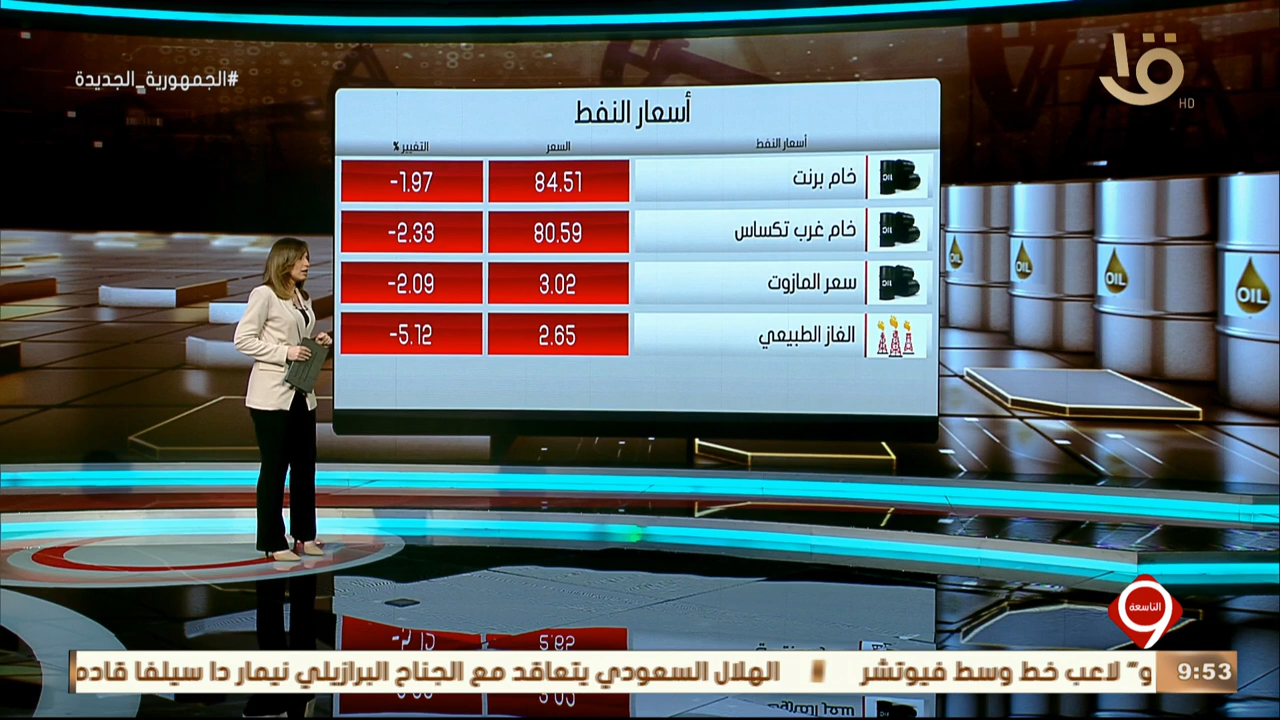 #الجمهورية_الجديدة
HD
أسعار النفط
أسعار النفط السعر التغيير %
خام برنت 84.51 -1.97
خام غرب تكساس 80.59 -2.33
سعر المازوت 3.02 -2.09
الغاز الطبيعي 2.65 -5.12
OIL
OIL
OIL
OIL
التاسعة
9
و" لاعب خط وسط فيوتشر الهلال السعودي يتعاقد مع الجناح البرازيلي نيمار دا سيلفا قاده
9:53